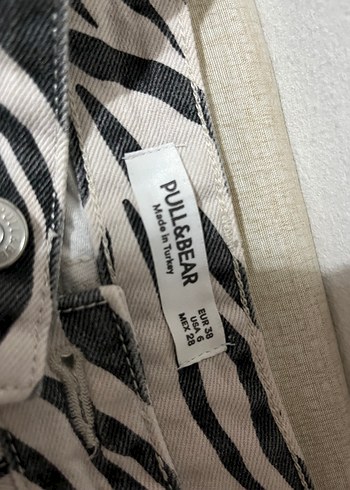 PULL&BEAR
Made in Turkey
EUR 38
USA 6
MEX 28